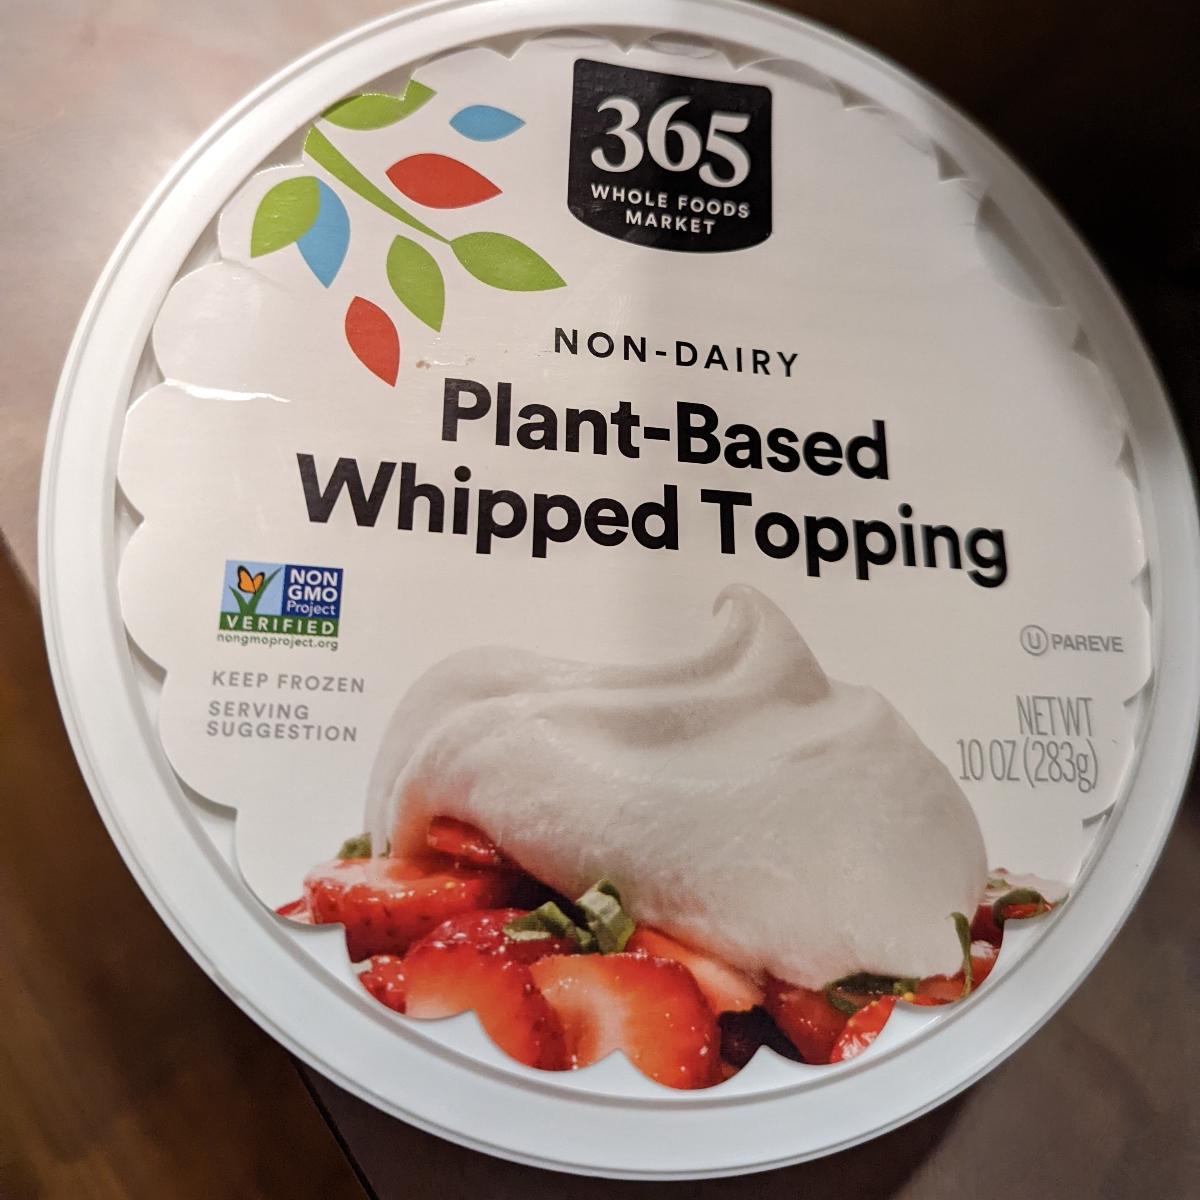 365
WHOLE FOODS
MARKET
NON-DAIRY
Plant-Based
Whipped Topping
NON
GMO
Project
VERIFIED
nongmoproject.org
KEEP FROZEN
SERVING
SUGGESTION
U PAREVE
NET WT
10 OZ (283g)